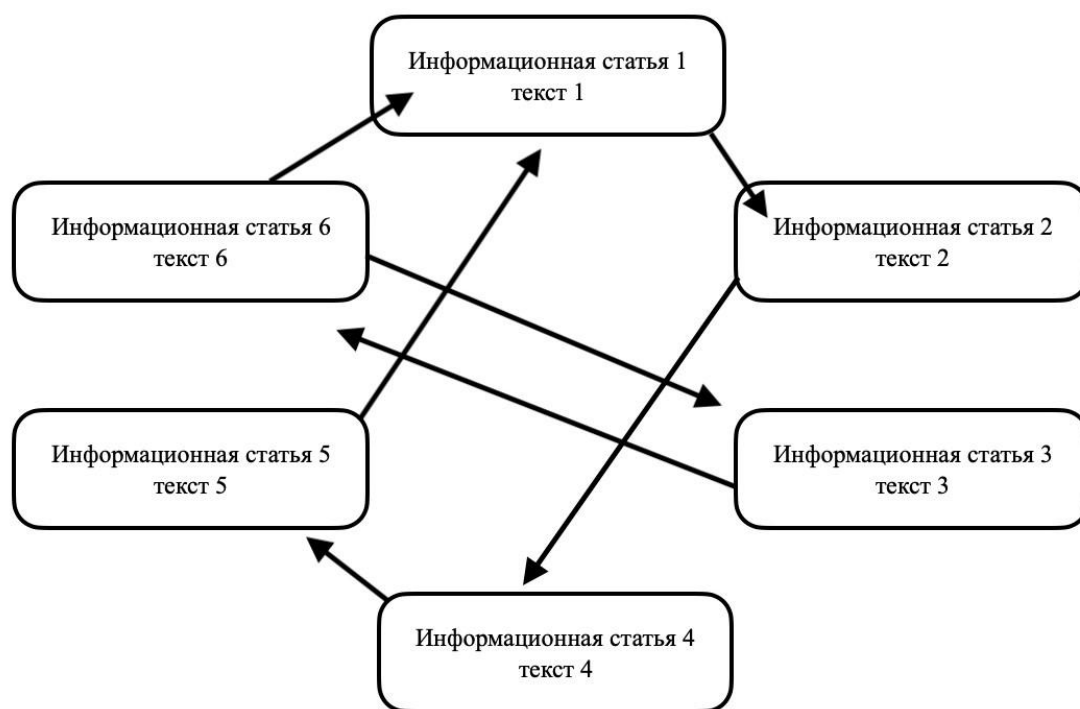 Информационная статья 1
текст 1
Информационная статья 6
текст 6
Информационная статья 2
текст 2
Информационная статья 5
текст 5
Информационная статья 3
текст 3
Информационная статья 4
текст 4